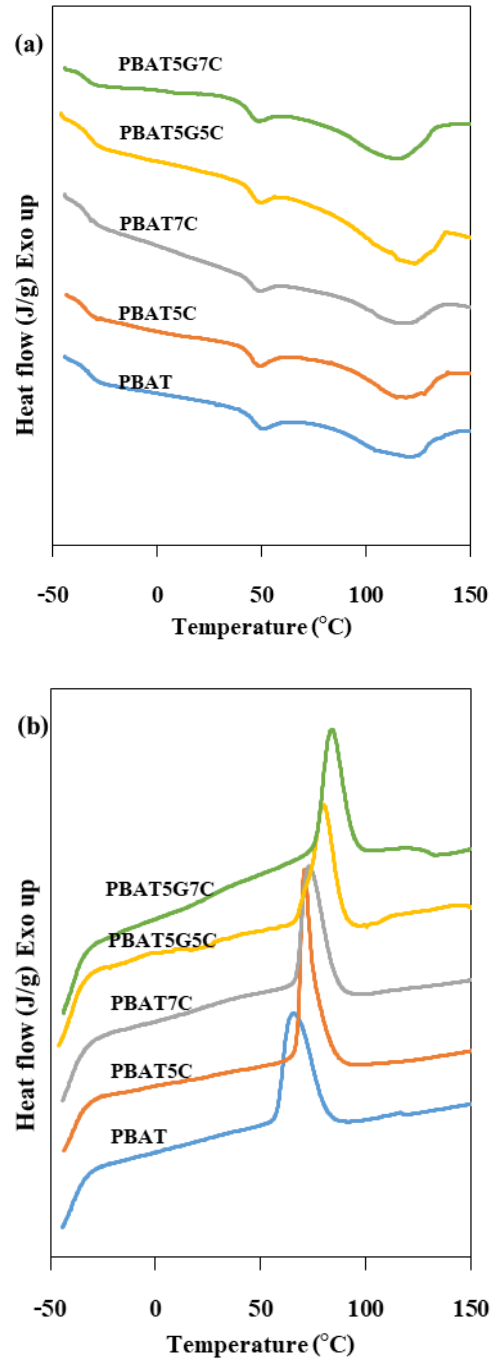 (a)
PBAT5G7C
PBAT5G5C
PBAT7C
PBAT5C
PBAT
Heat flow (J/g) Exo up
-50 0 50 100 150
Temperature (°C)
(b)
PBAT5G7C
PBAT5G5C
PBAT7C
PBAT5C
PBAT
Heat flow (J/g) Exo up
-50 0 50 100 150
Temperature (°C)